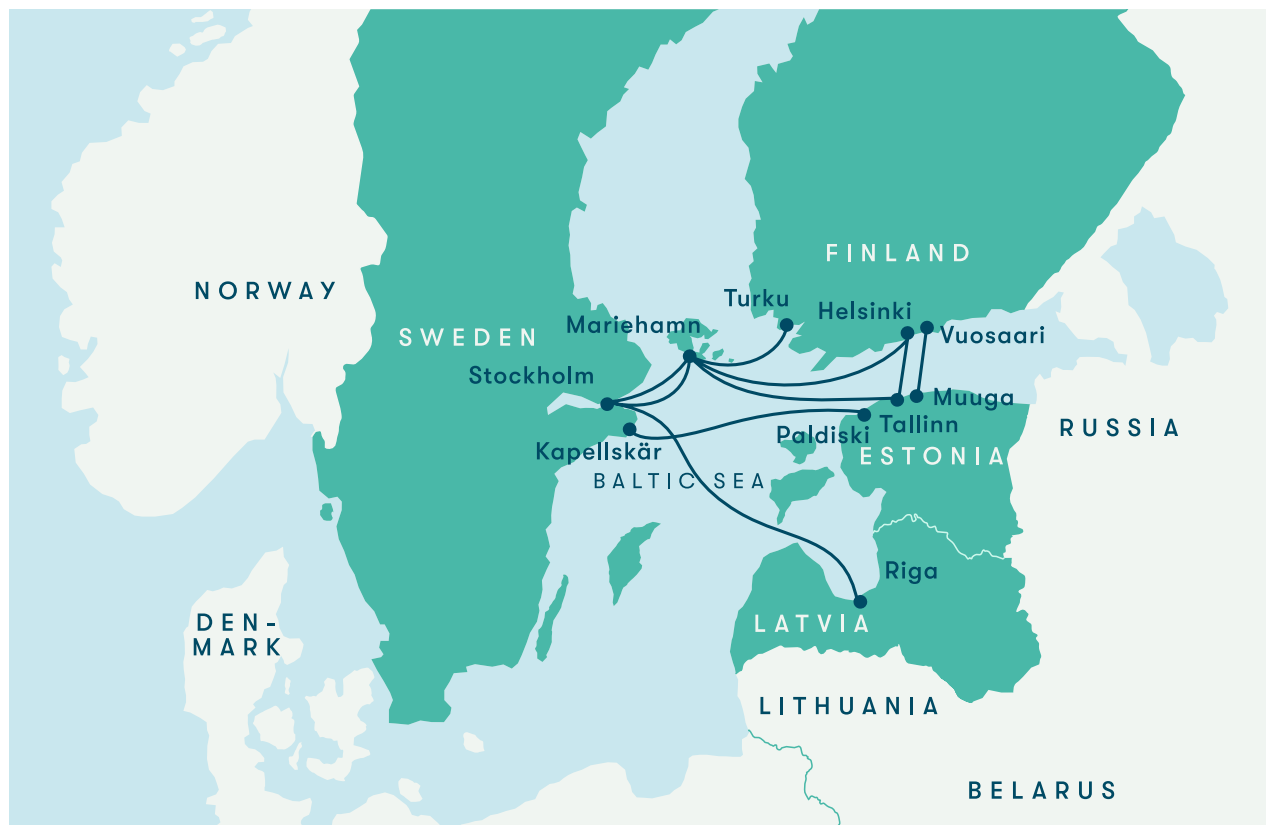 FINLAND
NORWAY
Turku
Helsinki
Mariehamn
Vuosaari
SWEDEN
Stockholm
Muuga
Tallinn
Paldiski
RUSSIA
Kapellskär
ESTONIA
BALTIC SEA
Riga
DEN-
MARK
LATVIA
LITHUANIA
BELARUS